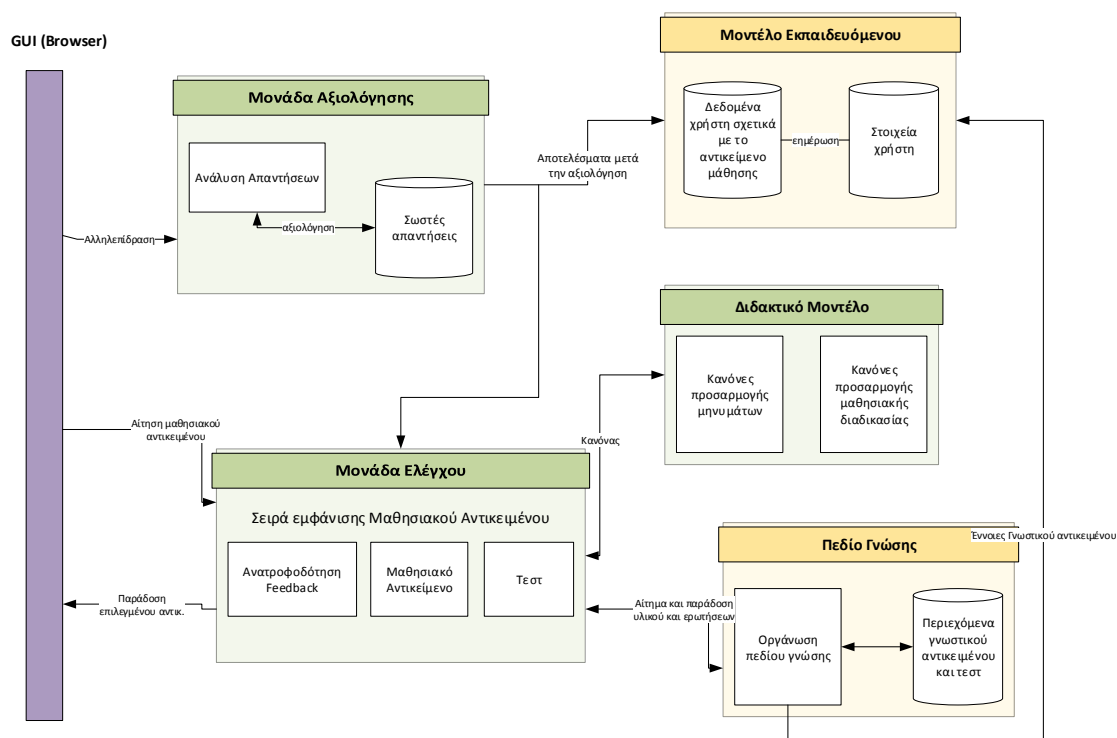 GUI (Browser)
Μονάδα Αξιολόγησης
Ανάλυση Απαντήσεων
αξιολόγηση
Σωστές
απαντήσεις
Αλληλεπίδραση
Μοντέλο Εκπαιδευόμενου
Δεδομένα
χρήστη σχετικά
με το
αντικείμενο
μάθησης
εημέρωση
Στοιχεία
χρήστη
Αποτελέσματα μετά
την αξιολόγηση
Διδακτικό Μοντέλο
Κανόνες
προσαρμογής
μηνυμάτων
Κανόνες
προσαρμογής
μαθησιακής
διαδικασίας
Αίτηση μαθησιακού
αντικειμένου
Κανόνας
Μονάδα Ελέγχου
Σειρά εμφάνισης Μαθησιακού Αντικειμένου
Ανατροφοδότηση
Feedback
Μαθησιακό
Αντικείμενο
Τεστ
Παράδοση
επιλεγμένου αντικ.
Αίτημα και παράδοση
υλικού και ερωτήσεων
Πεδίο Γνώσης
Έννοιες Γνωστικού αντικειμένου
Οργάνωση
πεδίου γνώσης
Περιεχόμενα
γνωστικού
αντικειμένου
και τεστ